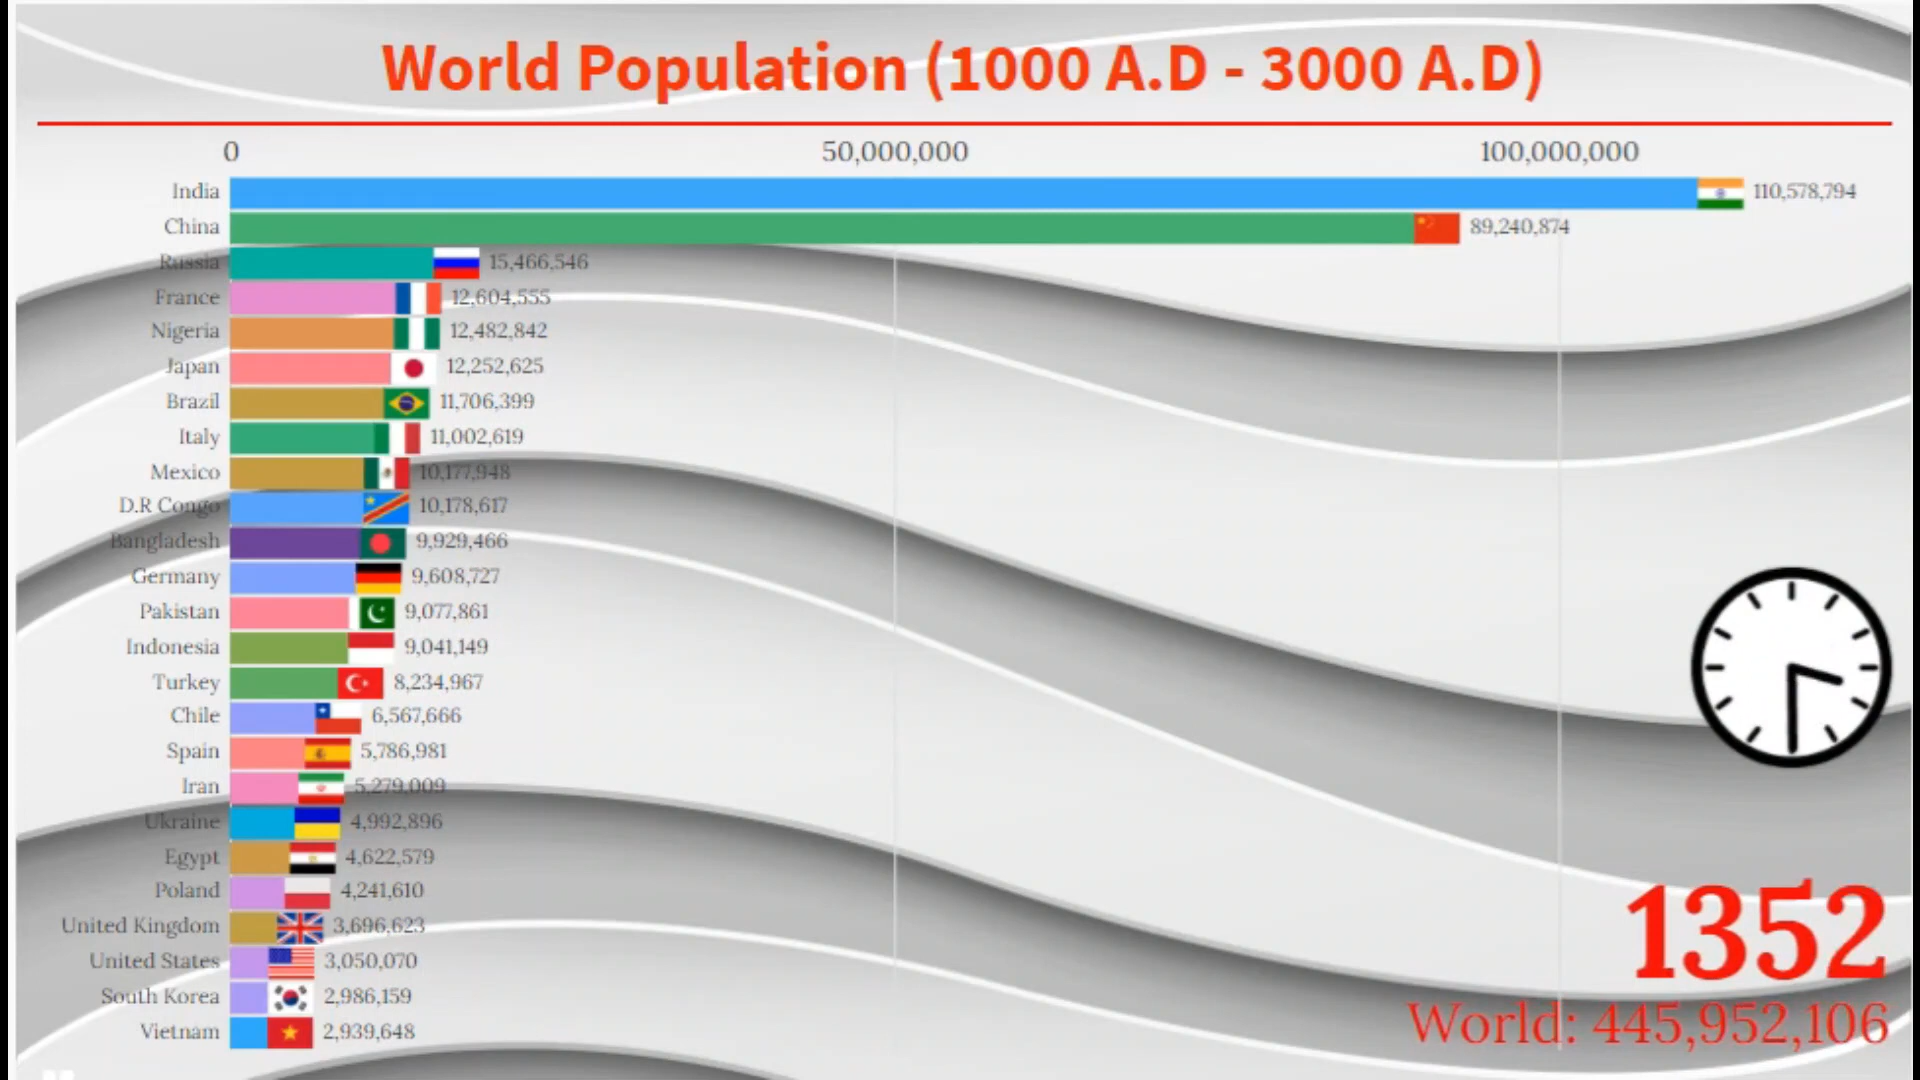 World Population (1000 A.D - 3000 A.D)
0 50,000,000 100,000,000
India 110,578,794
China 89,240,874
Russia 15,466,546
France 12,604,555
Nigeria 12,482,842
Japan 12,252,625
Brazil 11,706,399
Italy 11,002,619
Mexico 10,177,948
D.R Congo 10,178,617
Bangladesh 9,929,466
Germany 9,608,727
Pakistan 9,077,861
Indonesia 9,041,149
Turkey 8,234,967
Chile 6,567,666
Spain 5,786,981
Iran 5,279,009
Ukraine 4,992,896
Egypt 4,622,579
Poland 4,241,610
United Kingdom 3,696,623
United States 3,050,070
South Korea 2,986,159
Vietnam 2,939,648
1352
World: 445,952,106